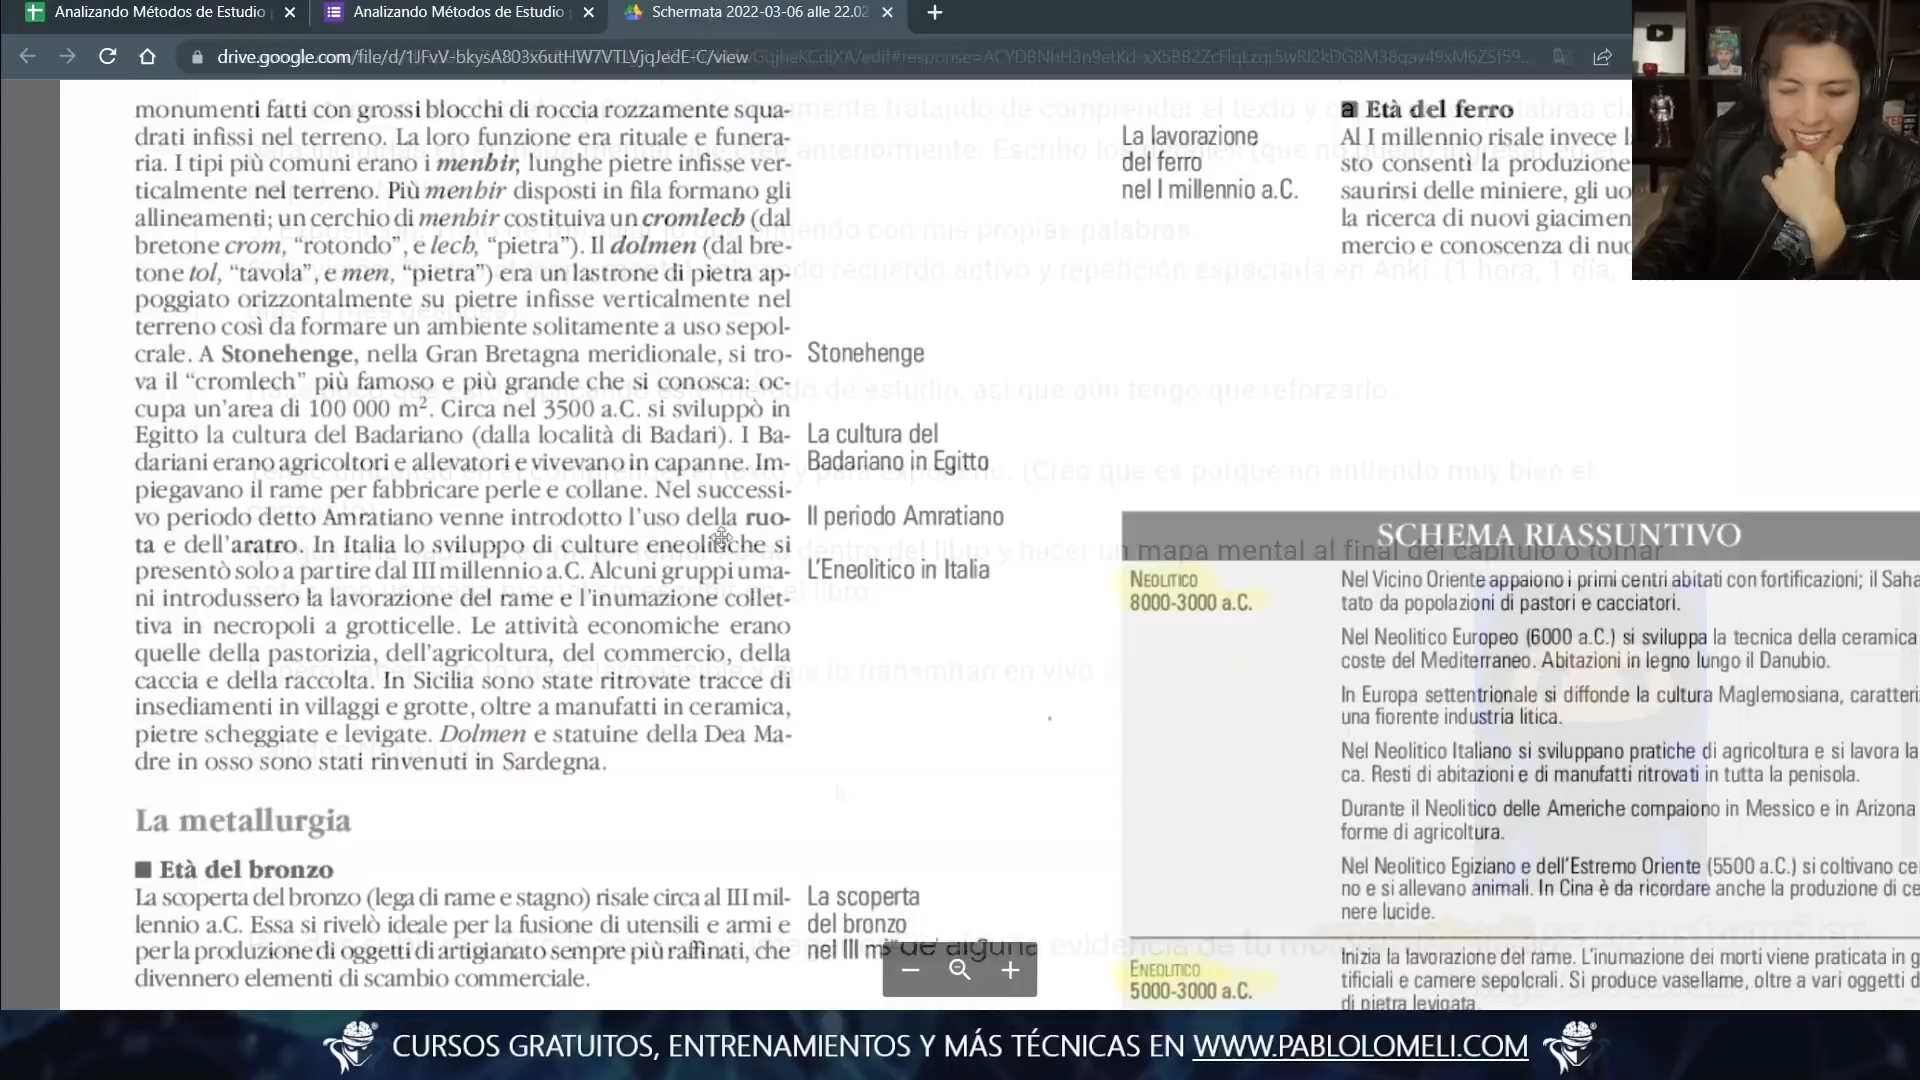 Analizando Métodos de Estudio
Analizando Métodos de Estudio
Schermata 2022-03-06 alle 22.02
drive.google.com/file/d/1JFvV-bkysA803x6utHW7VTLVjqJedE-C/view
monumenti fatti con grossi blocchi di roccia rozzamente squa-
drati infissi nel terreno. La loro funzione era rituale e funera-
ria. I tipi più comuni erano i menhir, lunghe pietre infisse ver-
ticalmente nel terreno. Più menhir disposti in fila formano gli
allineamenti; un cerchio di menhir costituiva un cromlech (dal
bretone crom, “rotondo”, e lech, “pietra”). Il dolmen (dal bre-
tone tol, “tavola”, e men, “pietra”) era un lastrone di pietra ap-
poggiato orizzontalmente su pietre infisse verticalmente nel
terreno così da formare un ambiente solitamente a uso sepol-
crale. A Stonehenge, nella Gran Bretagna meridionale, si tro-
va il “cromlech” più famoso e più grande che si conosca: oc-
cupa un’area di 100 000 m². Circa nel 3500 a.C. si sviluppò in
Egitto la cultura del Badariano (dalla località di Badari). I Ba-
dariani erano agricoltori e allevatori e vivevano in capanne. Im-
piegavano il rame per fabbricare perle e collane. Nel successi-
vo periodo detto Amratiano venne introdotto l’uso della ruo-
ta e dell’aratro. In Italia lo sviluppo di culture eneolitiche si
presentò solo a partire dal III millennio a.C. Alcuni gruppi uma-
ni introdussero la lavorazione del rame e l’inumazione collet-
tiva in necropoli a grotticelle. Le attività economiche erano
quelle della pastorizia, dell’agricoltura, del commercio, della
caccia e della raccolta. In Sicilia sono state ritrovate tracce di
insediamenti in villaggi e grotte, oltre a manufatti in ceramica,
pietre scheggiate e levigate. Dolmen e statuine della Dea Ma-
dre in osso sono stati rinvenuti in Sardegna.
Stonehenge
La cultura del
Badariano in Egitto
Il periodo Amratiano
L’Eneolitico in Italia
La metallurgia
■ Età del bronzo
La scoperta del bronzo (lega di rame e stagno) risale circa al III mil-
lennio a.C. Essa si rivelò ideale per la fusione di utensili e armi e
per la produzione di oggetti di artigianato sempre più raffinati, che
divennero elementi di scambio commerciale.
La scoperta
del bronzo
nel III
La lavorazione
del ferro
nel I millennio a.C.
■ Età del ferro
Al I millennio risale invece
sto consentì la produzione
saurirsi delle miniere, gli
la ricerca di nuovi
mercio e conoscenza di
SCHEMA RIASSUNTIVO
NEOLITICO
8000-3000 a.C.
Nel Vicino Oriente appaiono i primi centri abitati con fortificazioni; il
tato da popolazioni di pastori e cacciatori.
Nel Neolitico Europeo (6000 a.C.) si sviluppa la tecnica della ceramica
coste del Mediterraneo. Abitazioni in legno lungo il Danubio.
In Europa settentrionale si diffonde la cultura Maglemosiana,
una fiorente industria litica.
Nel Neolitico Italiano si sviluppano pratiche di agricoltura e si lavora la
ca. Resti di abitazioni e di manufatti ritrovati in tutta la penisola.
Durante il Neolitico delle Americhe compaiono in Messico e in Arizona
forme di agricoltura.
Nel Neolitico Egiziano e dell’Estremo Oriente (5500 a.C.) si coltivano
no e si allevano animali. In Cina è da ricordare anche la produzione di
nere lucide.
ENEOLITICO
5000-3000 a.C.
Inizia la lavorazione del rame. L’inumazione dei morti viene praticata in
tificiali e camere sepolcrali. Si produce vasellame, oltre a vari oggetti
di pietra levigata
CURSOS GRATUITOS, ENTRENAMIENTOS Y MÁS TÉCNICAS EN WWW.PABLOLOMELI.COM